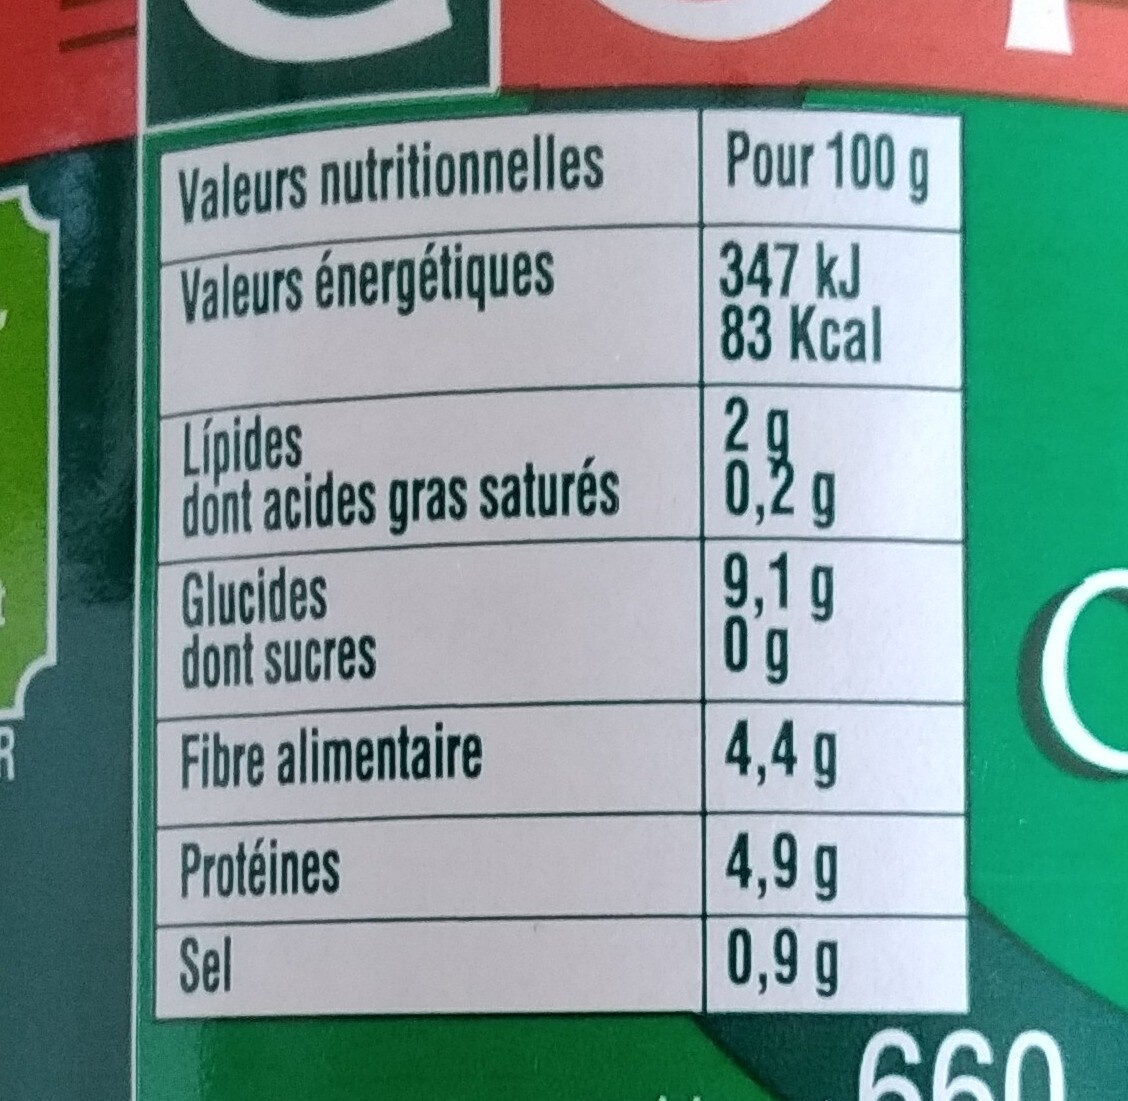 Valeurs nutritionnelles Pour 100 g
Valeurs énergétiques 347 kJ
83 Kcal
Lípides 2 g
dont acides gras saturés 0,2 g
Glucides 9,1 g
dont sucres 0 g
Fibre alimentaire 4,4 g
Protéines 4,9 g
Sel 0,9 g
660